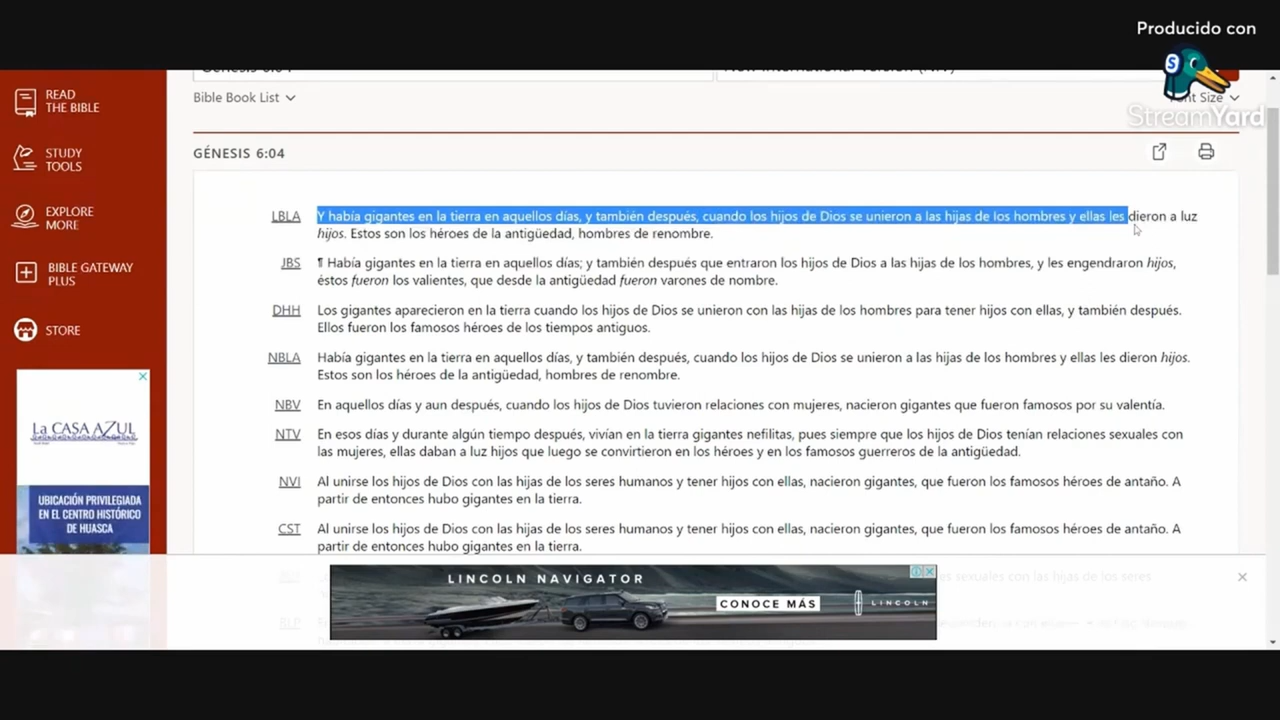 Producido con
StreamYard
READ
THE BIBLE
STUDY
TOOLS
EXPLORE
MORE
BIBLE GATEWAY
PLUS
STORE
Bible Book List
Font Size
GÉNESIS 6:04
LBLA Y había gigantes en la tierra en aquellos días, y también después, cuando los hijos de Dios se unieron a las hijas de los hombres y ellas les dieron a luz
hijos. Estos son los héroes de la antigüedad, hombres de renombre.
JBS ¶ Había gigantes en la tierra en aquellos días; y también después que entraron los hijos de Dios a las hijas de los hombres, y les engendraron hijos,
éstos fueron los valientes, que desde la antigüedad fueron varones de nombre.
DHH Los gigantes aparecieron en la tierra cuando los hijos de Dios se unieron con las hijas de los hombres para tener hijos con ellas, y también después.
Ellos fueron los famosos héroes de los tiempos antiguos.
NBLA Había gigantes en la tierra en aquellos días, y también después, cuando los hijos de Dios se unieron a las hijas de los hombres y ellas les dieron hijos.
Estos son los héroes de la antigüedad, hombres de renombre.
NBV En aquellos días y aun después, cuando los hijos de Dios tuvieron relaciones con mujeres, nacieron gigantes que fueron famosos por su valentía.
NTV En esos días y durante algún tiempo después, vivían en la tierra gigantes nefilitas, pues siempre que los hijos de Dios tenían relaciones sexuales con
las mujeres, ellas daban a luz hijos que luego se convirtieron en los héroes y en los famosos guerreros de la antigüedad.
NVI Al unirse los hijos de Dios con las hijas de los seres humanos y tener hijos con ellas, nacieron gigantes, que fueron los famosos héroes de antaño. A
partir de entonces hubo gigantes en la tierra.
CST Al unirse los hijos de Dios con las hijas de los seres humanos y tener hijos con ellas, nacieron gigantes, que fueron los famosos héroes de antaño. A
partir de entonces hubo gigantes en la tierra.
sexuales con las hijas de los seres
LA CASA AZUL
UBICACIÓN PRIVILEGIADA
EN EL CENTRO HISTÓRICO
DE HUASCA
LINCOLN NAVIGATOR
CONOCE MÁS
LINCOLN